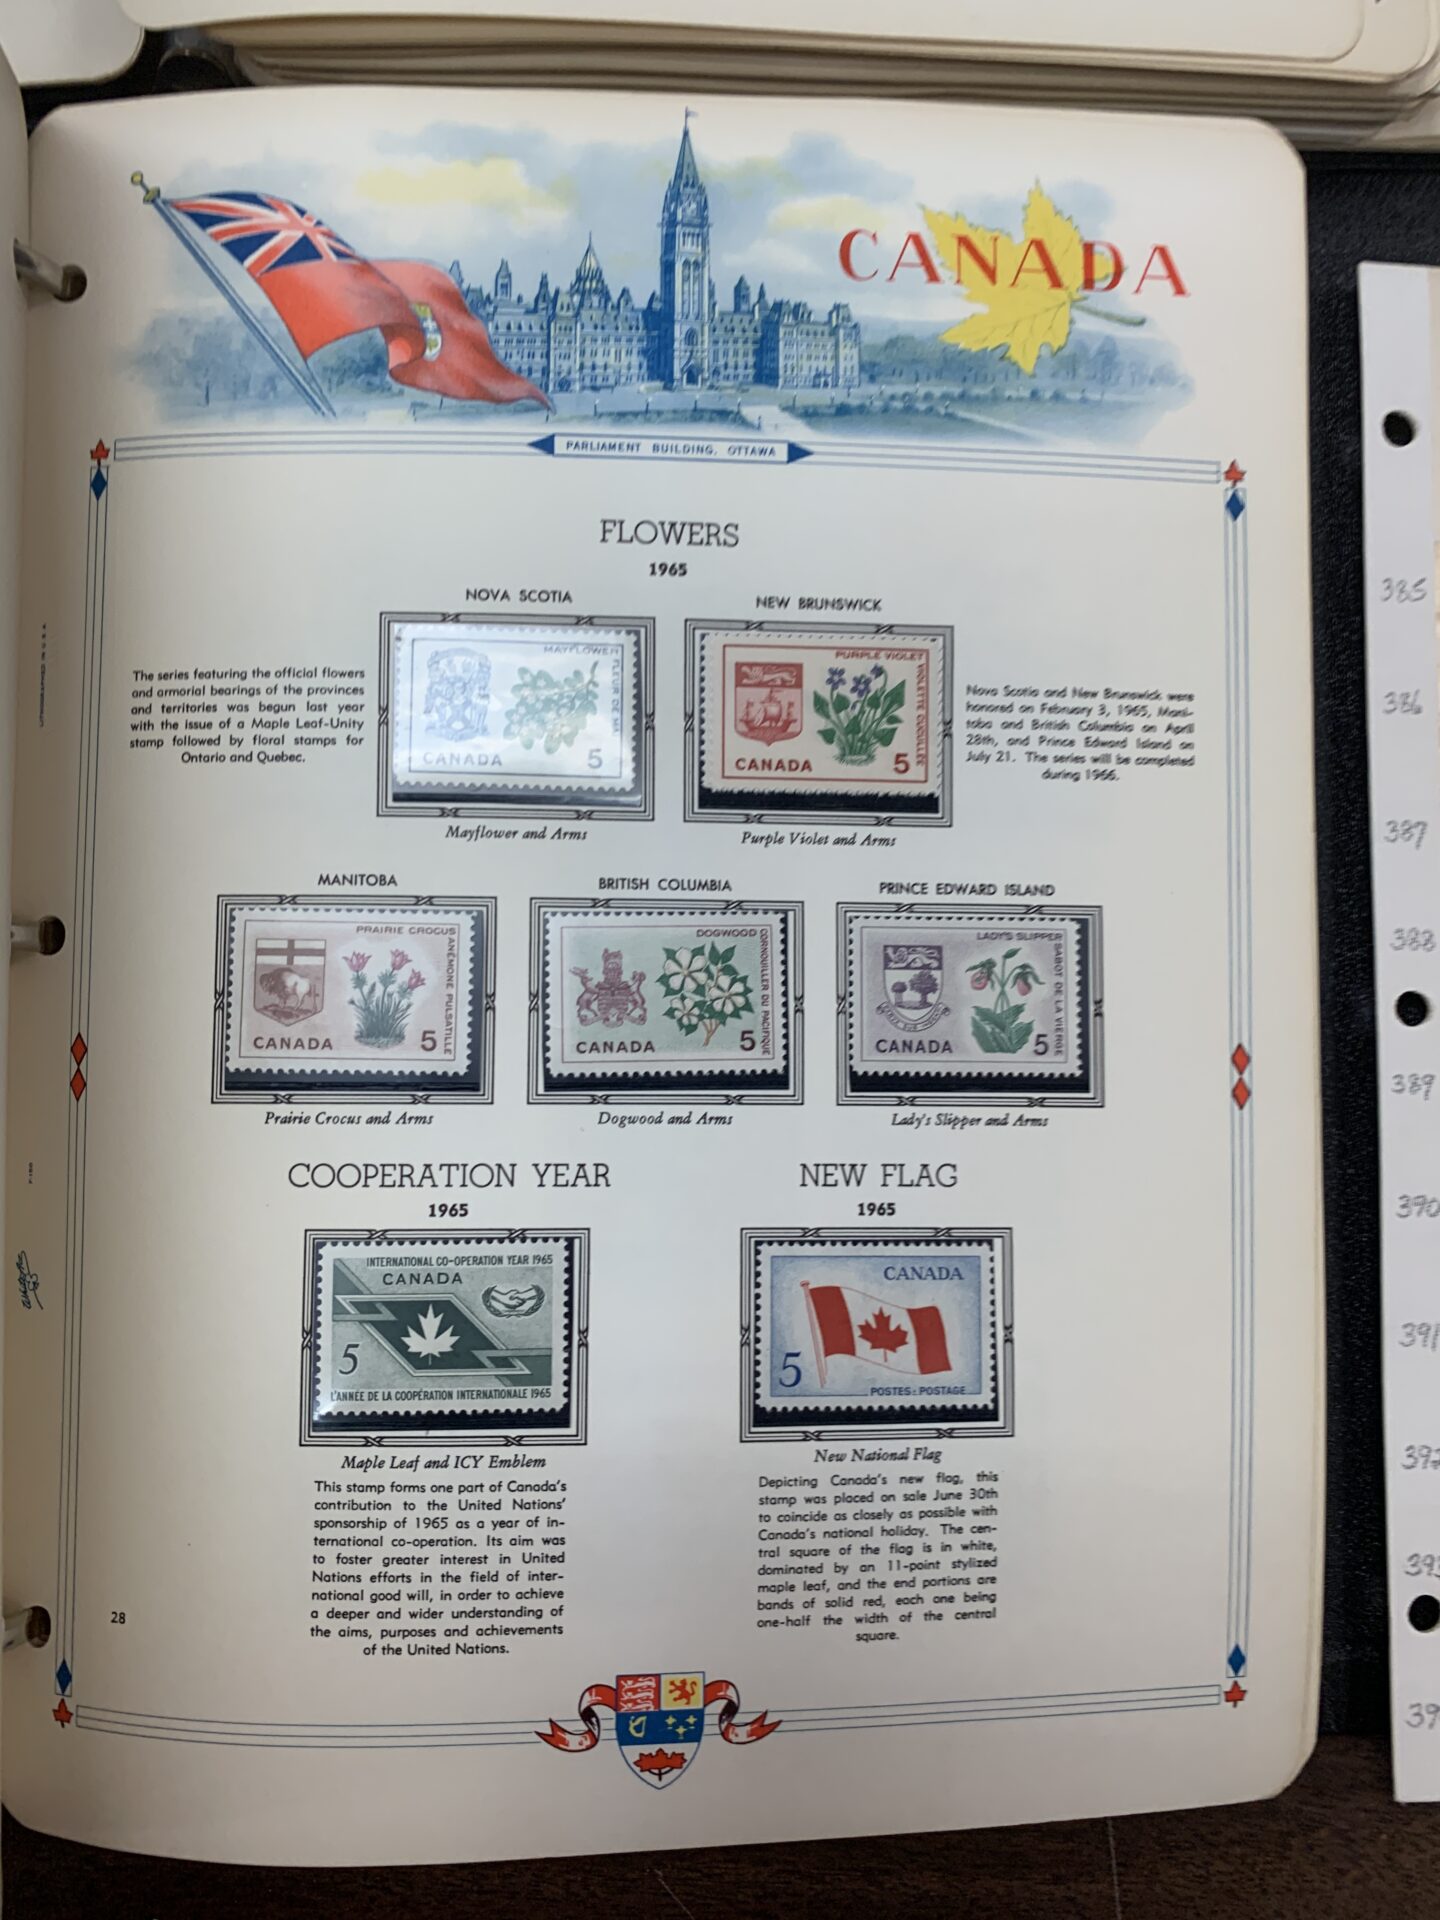 CANADA
PARLIAMENT BUILDING, OTTAWA
FLOWERS
1965
NOVA SCOTIA
NEW BRUNSWICK
The series featuring the official flowers
and armorial bearings of the provinces
and territories was begun last year
with the issue of a Maple Leaf-Unity
stamp followed by floral stamps for
Ontario and Quebec.
MAYFLOWER
FLEUR DE MAI
CANADA 5
PURPLE VIOLET
VIOLETTE CUCULLÉE
CANADA 5
Nova Scotia and New Brunswick were
honored on February 3, 1965, Mani-
toba and British Columbia on April
28th, and Prince Edward Island on
July 21. The series will be completed
during 1966.
Mayflower and Arms
Purple Violet and Arms
MANITOBA
BRITISH COLUMBIA
PRINCE EDWARD ISLAND
PRAIRIE CROCUS
ANÉMONE PULSATILLE
CANADA 5
DOGWOOD
CORNOUILLER DU PACIFIQUE
CANADA 5
LADY'S SLIPPER
SABOT DE LA VIERGE
CANADA 5
Prairie Crocus and Arms
Dogwood and Arms
Lady's Slipper and Arms
COOPERATION YEAR
1965
INTERNATIONAL CO-OPERATION YEAR 1965
CANADA
5
L'ANNÉE DE LA COOPÉRATION INTERNATIONALE 1965
Maple Leaf and ICY Emblem
This stamp forms one part of Canada's
contribution to the United Nations'
sponsorship of 1965 as a year of in-
ternational co-operation. Its aim was
to foster greater interest in United
Nations efforts in the field of inter-
national good will, in order to achieve
a deeper and wider understanding of
the aims, purposes and achievements
of the United Nations.
NEW FLAG
1965
CANADA
5
POSTES:POSTAGE
New National Flag
Depicting Canada's new flag, this
stamp was placed on sale June 30th
to coincide as closely as possible with
Canada's national holiday. The cen-
tral square of the flag is in white,
dominated by an 11-point stylized
maple leaf, and the end portions are
bands of solid red, each one being
one-half the width of the central
square.
28
385
386
387
388
389
390
391
392
393
39